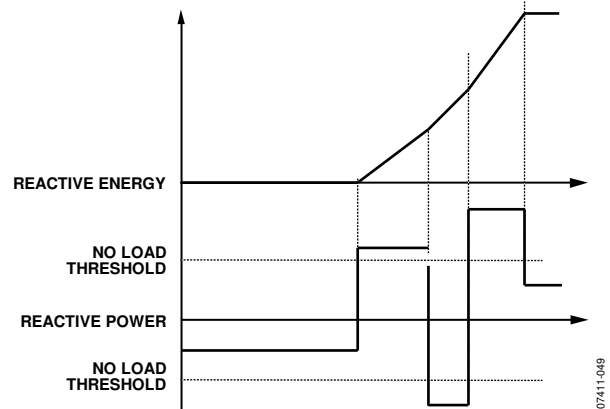 REACTIVE ENERGY
NO LOAD
THRESHOLD
REACTIVE POWER
NO LOAD
THRESHOLD
07411-049